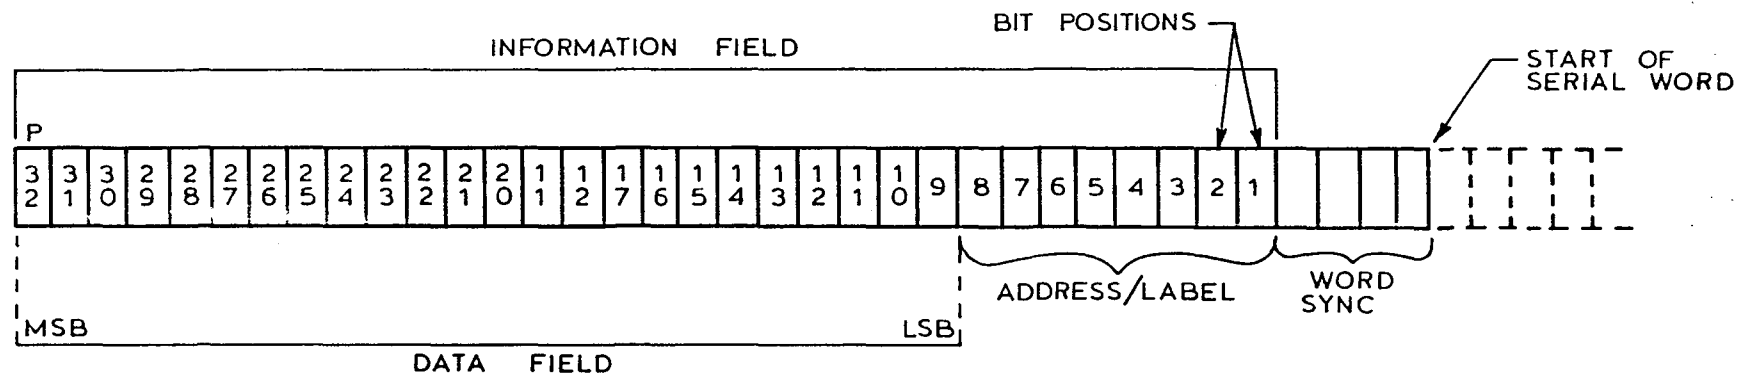 BIT POSITIONS
INFORMATION FIELD
START OF
SERIAL WORD
P
32 31 30 29 28 27 26 25 24 23 22 21 20 11 12 17 16 15 14 13 12 11 10 9 8 7 6 5 4 3 2 1
ADDRESS/LABEL
WORD
SYNC
MSB LSB
DATA FIELD